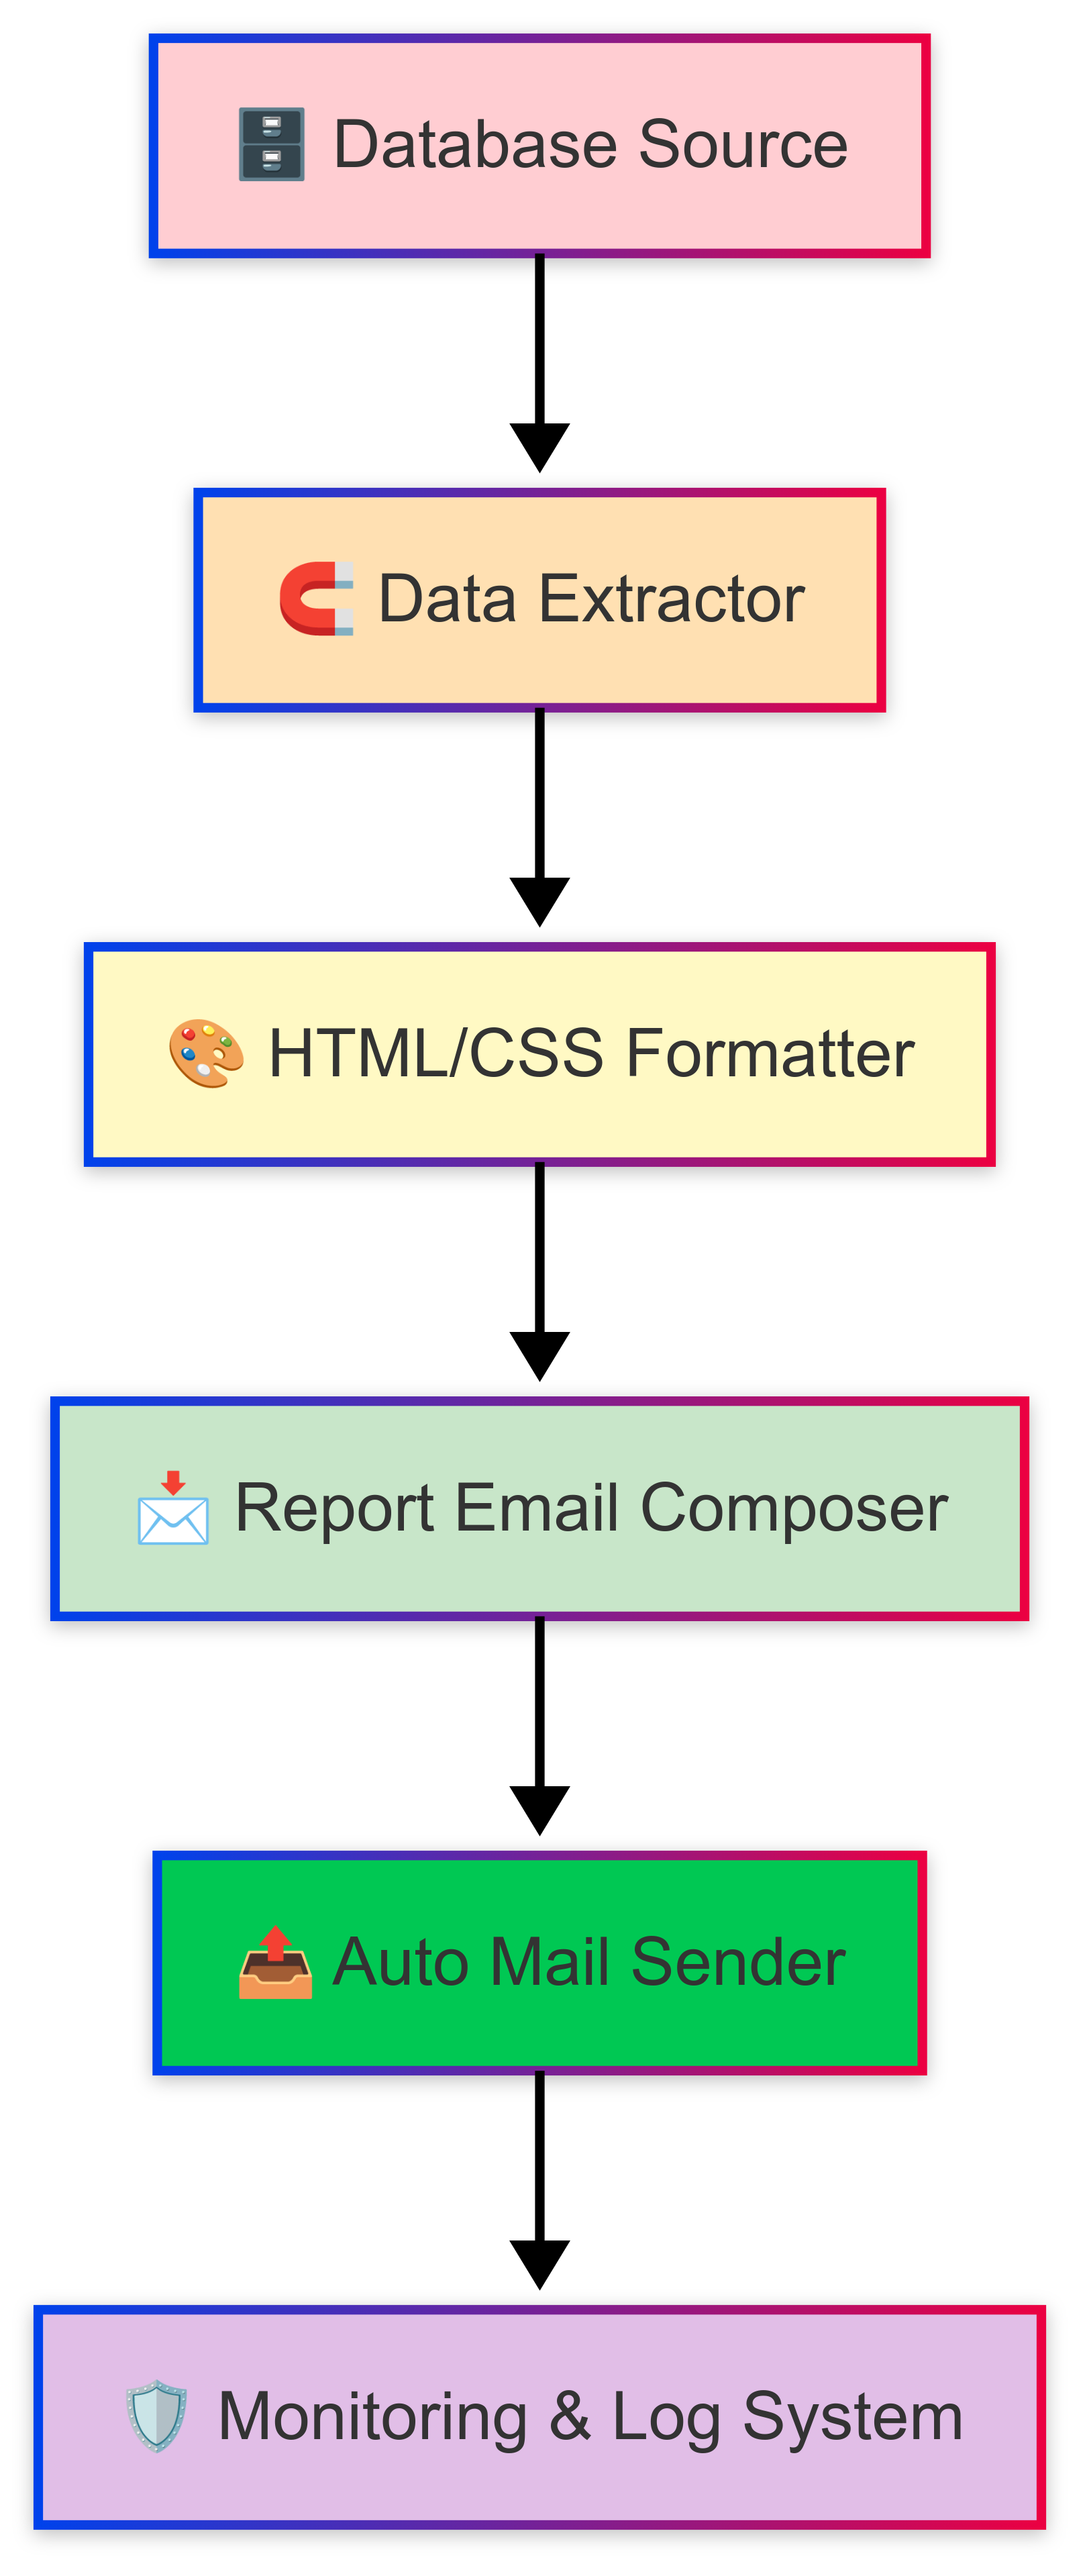 Database Source
Data Extractor
HTML/CSS Formatter
Report Email Composer
Auto Mail Sender
Monitoring & Log System